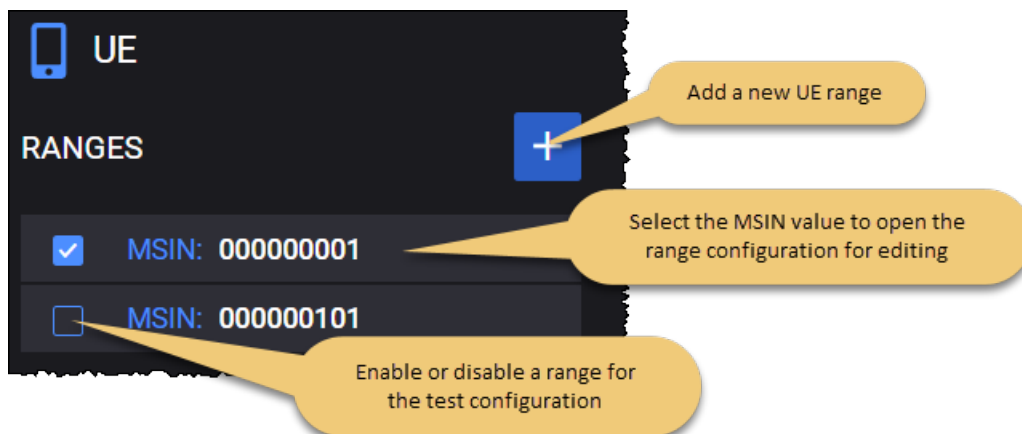 UE
Add a new UE range
RANGES
Select the MSIN value to open the
range configuration for editing
MSIN: 000000001
MSIN: 000000101
Enable or disable a range for
the test configuration